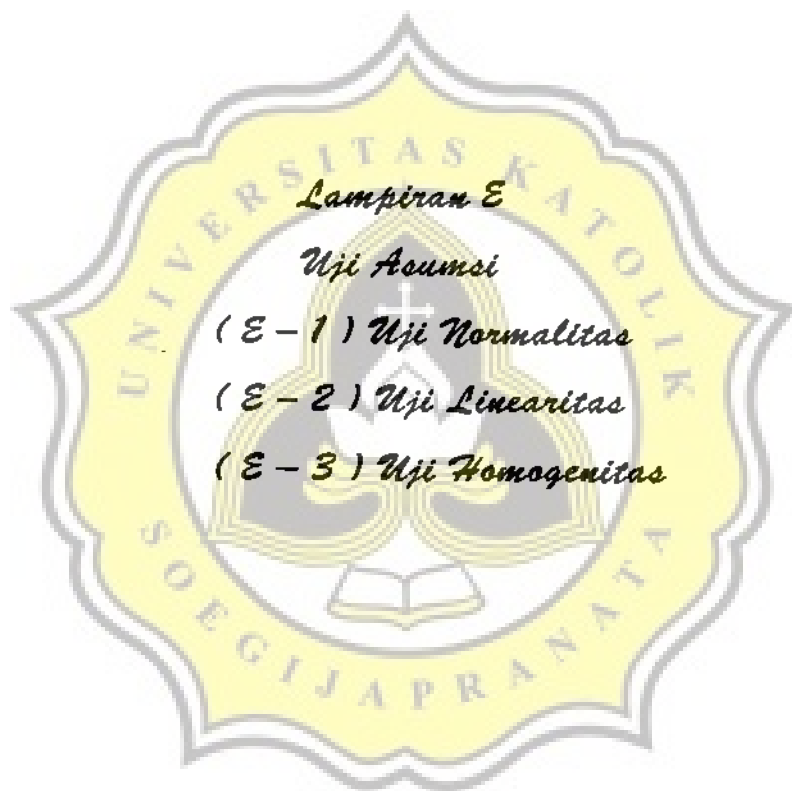 Lampiran E
Uji Asumsi
( E – 1 ) Uji Normalitas
( E – 2 ) Uji Linearitas
( E – 3 ) Uji Homogenitas
UNIVERSITAS KATOLIK
SOEGIJAPRANATA